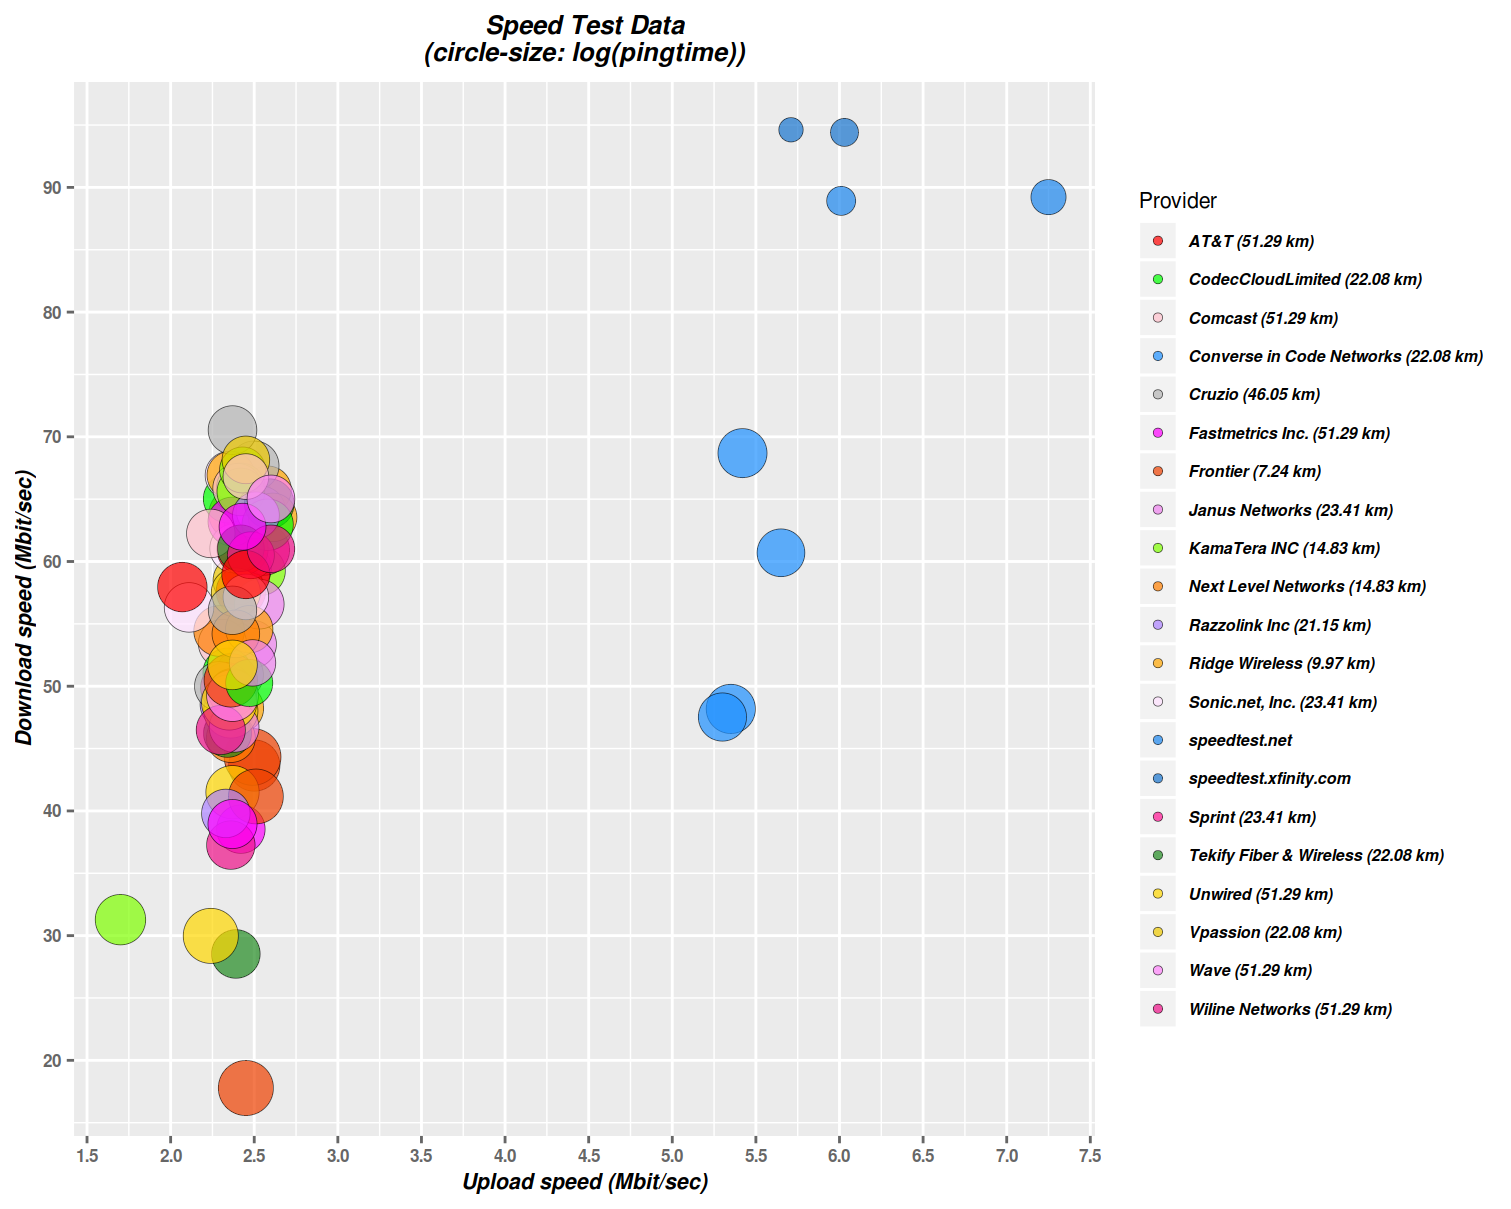 Speed Test Data
(circle-size: log(pingtime))
Download speed (Mbit/sec)
90
80
70
60
50
40
30
20
1.5 2.0 2.5 3.0 3.5 4.0 4.5 5.0 5.5 6.0 6.5 7.0 7.5
Upload speed (Mbit/sec)
Provider
AT&T (51.29 km)
CodecCloudLimited (22.08 km)
Comcast (51.29 km)
Converse in Code Networks (22.08 km)
Cruzio (46.05 km)
Fastmetrics Inc. (51.29 km)
Frontier (7.24 km)
Janus Networks (23.41 km)
KamaTera INC (14.83 km)
Next Level Networks (14.83 km)
Razzolink Inc (21.15 km)
Ridge Wireless (9.97 km)
Sonic.net, Inc. (23.41 km)
speedtest.net
speedtest.xfinity.com
Sprint (23.41 km)
Tekify Fiber & Wireless (22.08 km)
Unwired (51.29 km)
Vpassion (22.08 km)
Wave (51.29 km)
Wiline Networks (51.29 km)